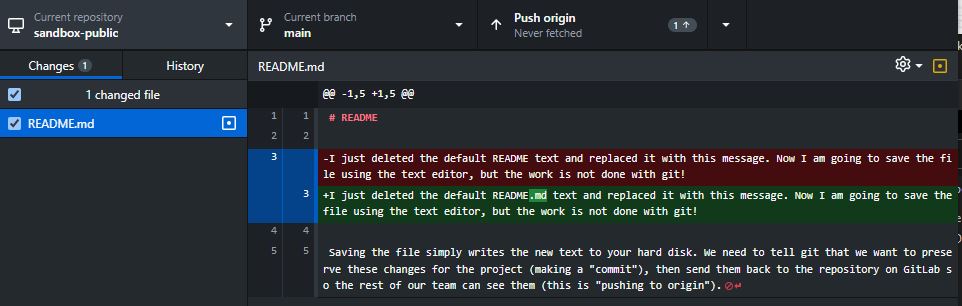 Current repository
sandbox-public
Current branch
main
Push origin
Never fetched
1
Changes 1
History
README.md
1 changed file
README.md
@@ -1,5 +1,5 @@
1 1 # README
2 2
3 -I just deleted the default README text and replaced it with this message. Now I am going to save the fi
le using the text editor, but the work is not done with git!
3 +I just deleted the default README.md text and replaced it with this message. Now I am going to save the
file using the text editor, but the work is not done with git!
4 4
5 5 Saving the file simply writes the new text to your hard disk. We need to tell git that we want to prese
rve these changes for the project (making a "commit"), then send them back to the repository on GitLab s
o the rest of our team can see them (this is "pushing to origin").